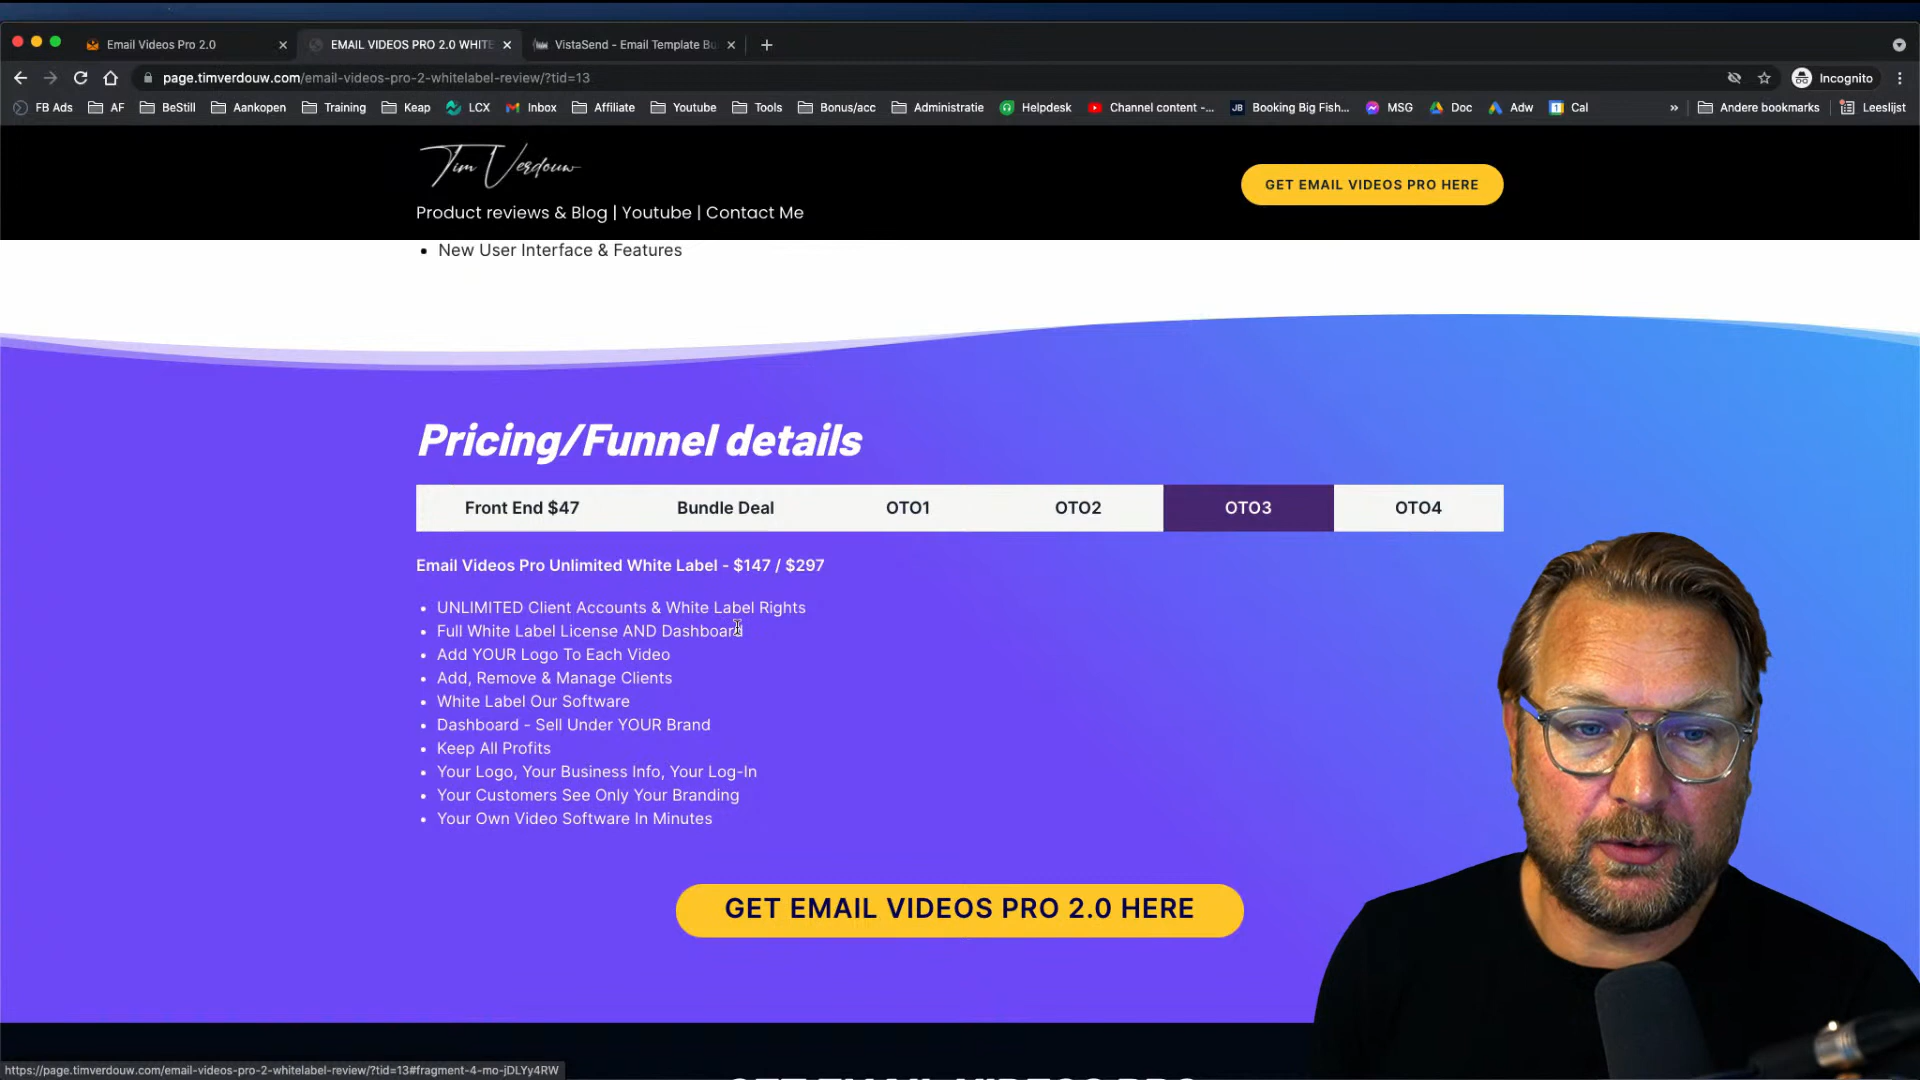 Email Videos Pro 2.0
EMAIL VIDEOS PRO 2.0 WHITE
VistaSend - Email Template Bu
page.timverdouw.com/email-videos-pro-2-whitelabel-review/?tid=13
Incognito
FB Ads
AF
BeStill
Aankopen
Training
Keap
LCX
Inbox
Affiliate
Youtube
Tools
Bonus/acc
Administratie
Helpdesk
Channel content -...
JB
Booking Big Fish...
MSG
Doc
Adw
1
Cal
»
Andere bookmarks
Leeslijst
Tim Verdouw
GET EMAIL VIDEOS PRO HERE
Product reviews & Blog | Youtube | Contact Me
• New User Interface & Features
Pricing/Funnel details
Front End $47
Bundle Deal
OTO1
OTO2
OTO3
OTO4
Email Videos Pro Unlimited White Label - $147 / $297
• UNLIMITED Client Accounts & White Label Rights
• Full White Label License AND Dashboard
• Add YOUR Logo To Each Video
• Add, Remove & Manage Clients
• White Label Our Software
• Dashboard - Sell Under YOUR Brand
• Keep All Profits
• Your Logo, Your Business Info, Your Log-In
• Your Customers See Only Your Branding
• Your Own Video Software In Minutes
GET EMAIL VIDEOS PRO 2.0 HERE
https://page.timverdouw.com/email-videos-pro-2-whitelabel-review/?tid=13#fragment-4-mo-jDLYy4RW
GET EMAIL VIDEOS PRO